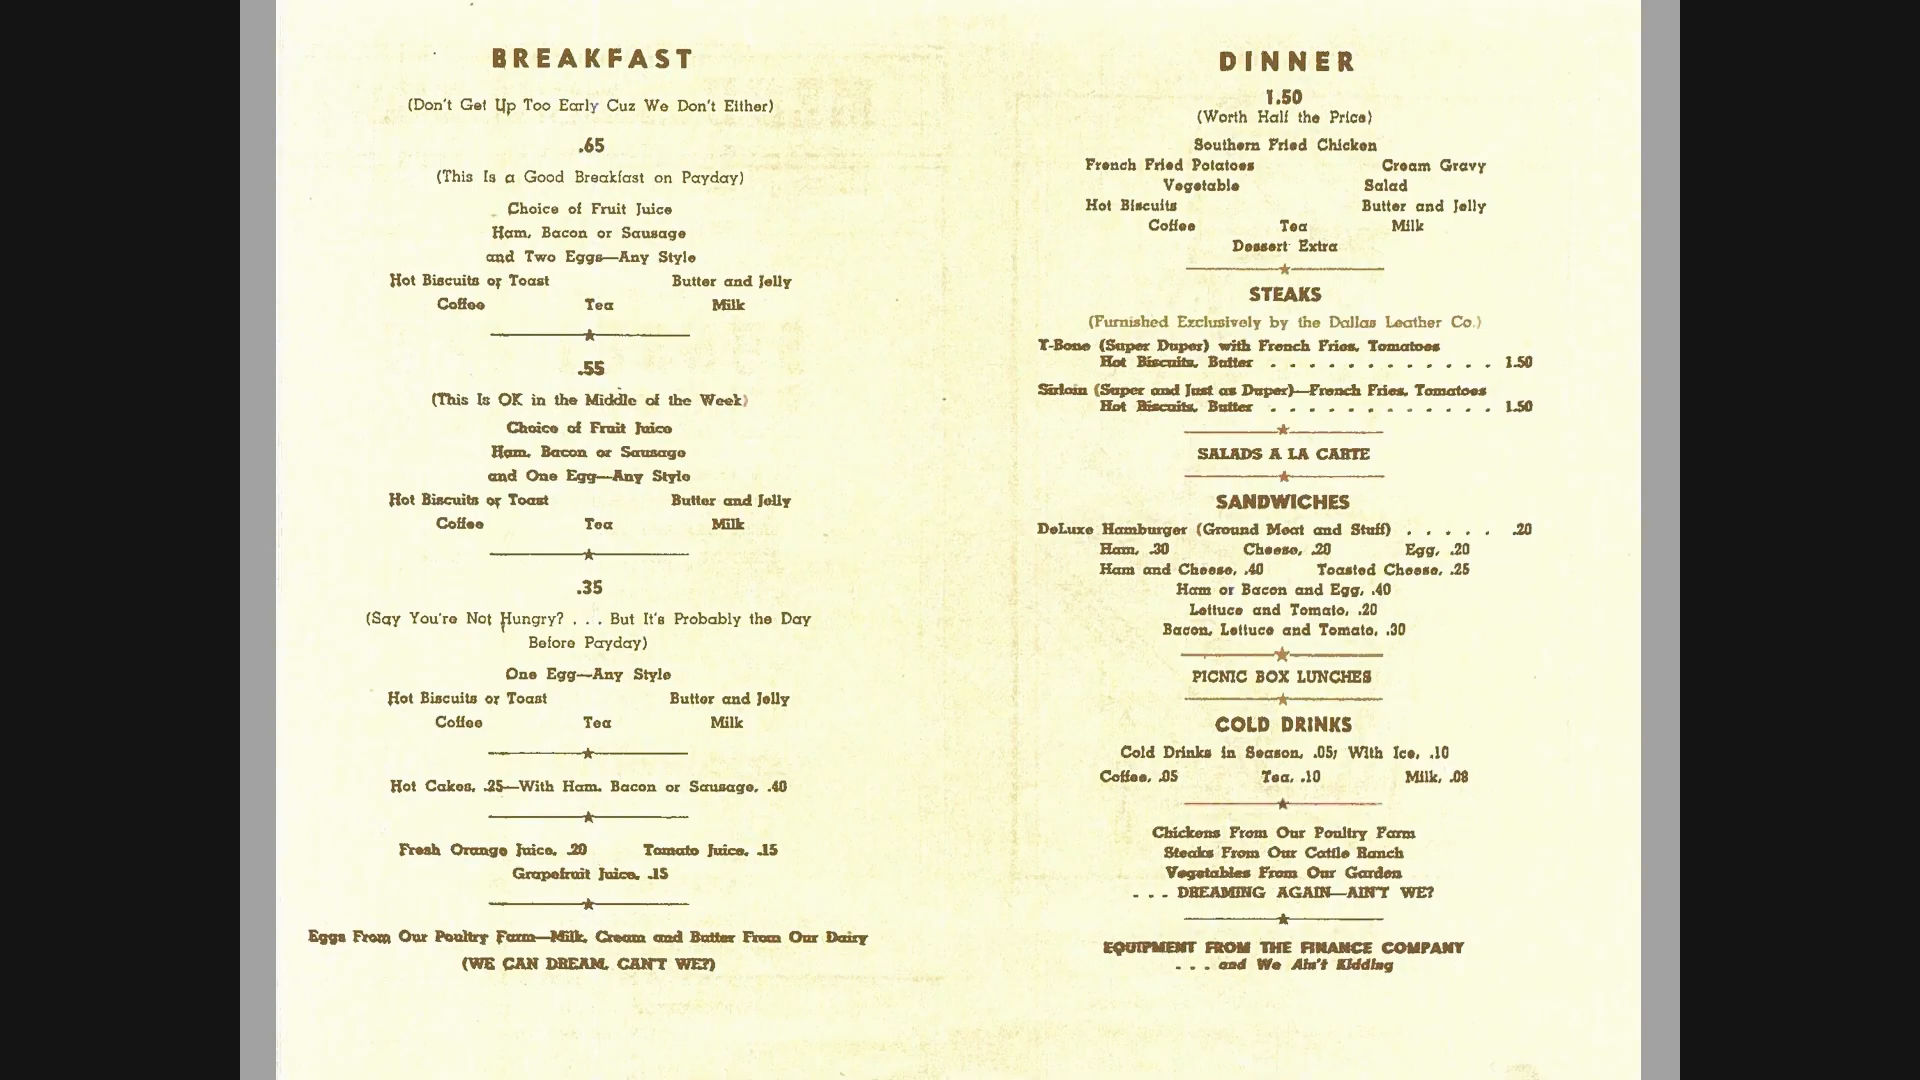 BREAKFAST
(Don't Get Up Too Early Cuz We Don't Either)
.65
(This Is a Good Breakfast on Payday)
Choice of Fruit Juice
Ham, Bacon or Sausage
and Two Eggs—Any Style
Hot Biscuits or Toast Butter and Jelly
Coffee Tea Milk
.55
(This Is OK in the Middle of the Week)
Choice of Fruit Juice
Ham, Bacon or Sausage
and One Egg—Any Style
Hot Biscuits or Toast Butter and Jelly
Coffee Tea Milk
.35
(Say You're Not Hungry? . . . But It's Probably the Day
Before Payday)
One Egg—Any Style
Hot Biscuits or Toast Butter and Jelly
Coffee Tea Milk
Hot Cakes, .25—With Ham, Bacon or Sausage, .40
Fresh Orange Juice, .20 Tomato Juice, .15
Grapefruit Juice, .15
Eggs From Our Poultry Farm—Milk, Cream and Butter From Our Dairy
(WE CAN DREAM, CAN'T WE?)
DINNER
1.50
(Worth Half the Price)
Southern Fried Chicken
French Fried Potatoes Cream Gravy
Vegetable Salad
Hot Biscuits Butter and Jelly
Coffee Tea Milk
Dessert Extra
STEAKS
(Furnished Exclusively by the Dallas Leather Co.)
T-Bone (Super Duper) with French Fries, Tomatoes
Hot Biscuits, Butter . . . . . . . . . . . . 1.50
Sirloin (Super and Just as Duper)—French Fries, Tomatoes
Hot Biscuits, Butter . . . . . . . . . . . . 1.50
SALADS A LA CARTE
SANDWICHES
DeLuxe Hamburger (Ground Meat and Stuff) . . . . . .20
Ham, .30 Cheese, .20 Egg, .20
Ham and Cheese, .40 Toasted Cheese, .25
Ham or Bacon and Egg, .40
Lettuce and Tomato, .20
Bacon, Lettuce and Tomato, .30
PICNIC BOX LUNCHES
COLD DRINKS
Cold Drinks in Season, .05; With Ice, .10
Coffee, .05 Tea, .10 Milk, .08
Chickens From Our Poultry Farm
Steaks From Our Cattle Ranch
Vegetables From Our Garden
. . . DREAMING AGAIN—AIN'T WE?
EQUIPMENT FROM THE FINANCE COMPANY
. . . and We Ain't Kidding